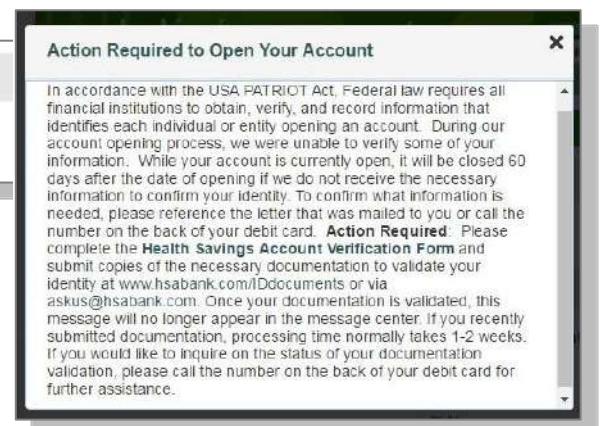 Action Required to Open Your Account
In accordance with the USA PATRIOT Act, Federal law requires all
financial institutions to obtain, verify, and record information that
identifies each individual or entity opening an account. During our
account opening process, we were unable to verify some of your
information. While your account is currently open, it will be closed 60
days after the date of opening if we do not receive the necessary
information to confirm your identity. To confirm what information is
needed, please reference the letter that was mailed to you or call the
number on the back of your debit card. Action Required: Please
complete the Health Savings Account Verification Form and
submit copies of the necessary documentation to validate your
identity at www.hsabank.com/IDdocuments or via
askus@hsabank.com. Once your documentation is validated, this
message will no longer appear in the message center. If you recently
submitted documentation, processing time normally takes 1-2 weeks.
If you would like to inquire on the status of your documentation
validation, please call the number on the back of your debit card for
further assistance.